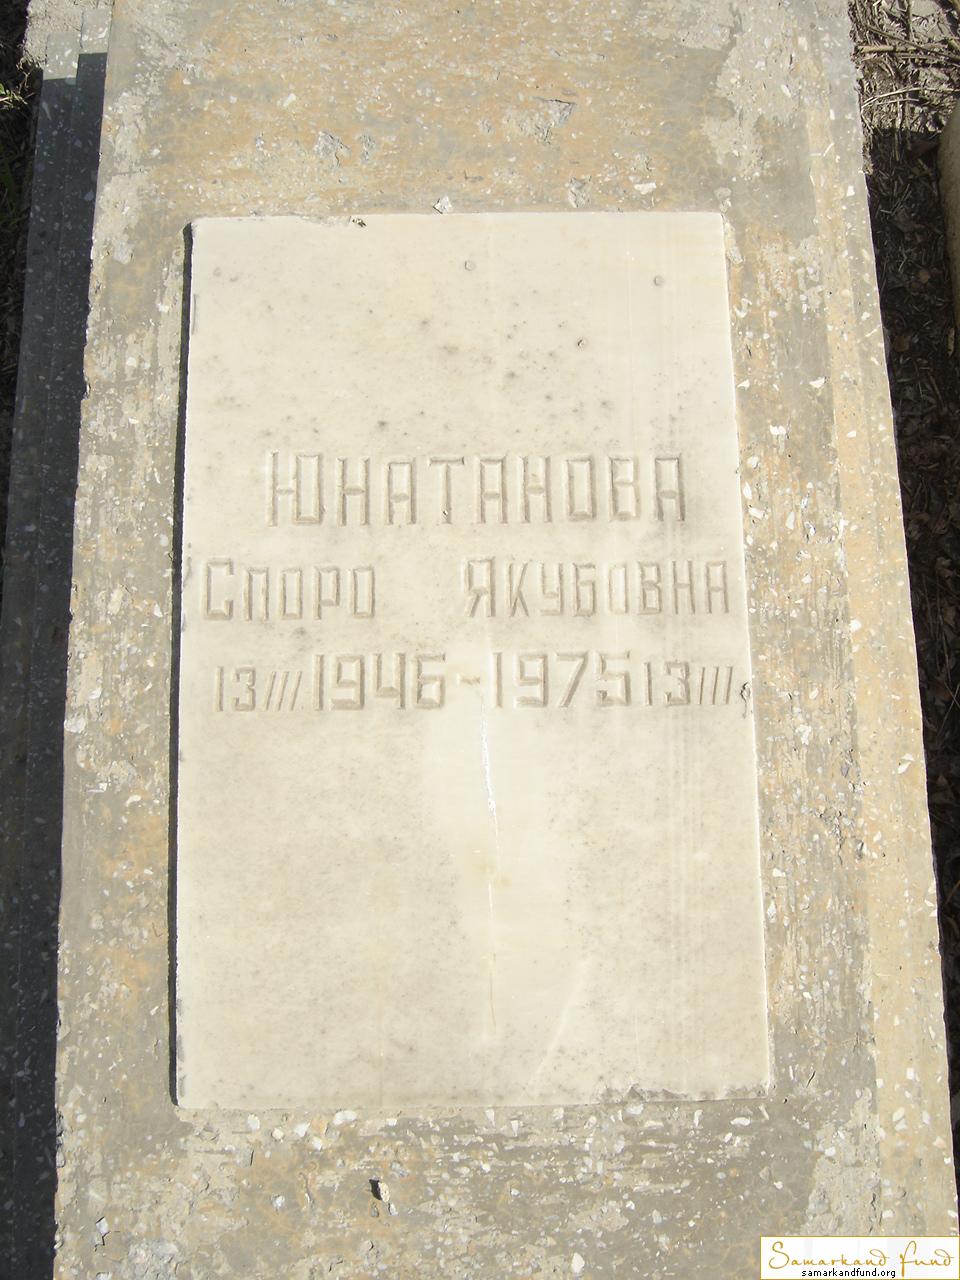 ЮНАТАНОВА
СПОРО ЯКУБОВНА
13 III 1946 - 1975 13 III
Samarkand fund
samarkandfund.org